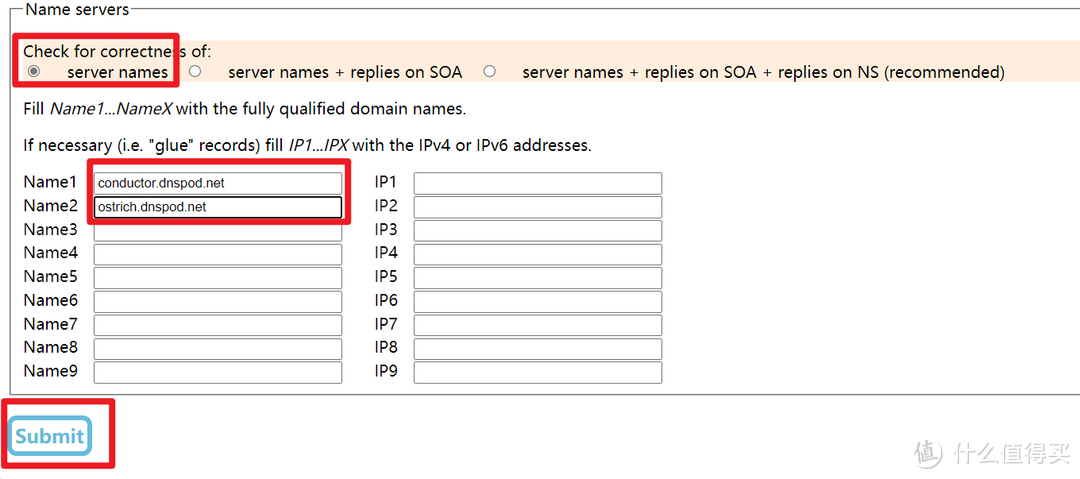 Name servers
Check for correctness of:
server names server names + replies on SOA server names + replies on SOA + replies on NS (recommended)
Fill Name1...NameX with the fully qualified domain names.
If necessary (i.e. "glue" records) fill IP1...IPX with the IPv4 or IPv6 addresses.
Name1 conductor.dnspod.net IP1
Name2 ostrich.dnspod.net IP2
Name3 IP3
Name4 IP4
Name5 IP5
Name6 IP6
Name7 IP7
Name8 IP8
Name9 IP9
Submit
值 什么值得买